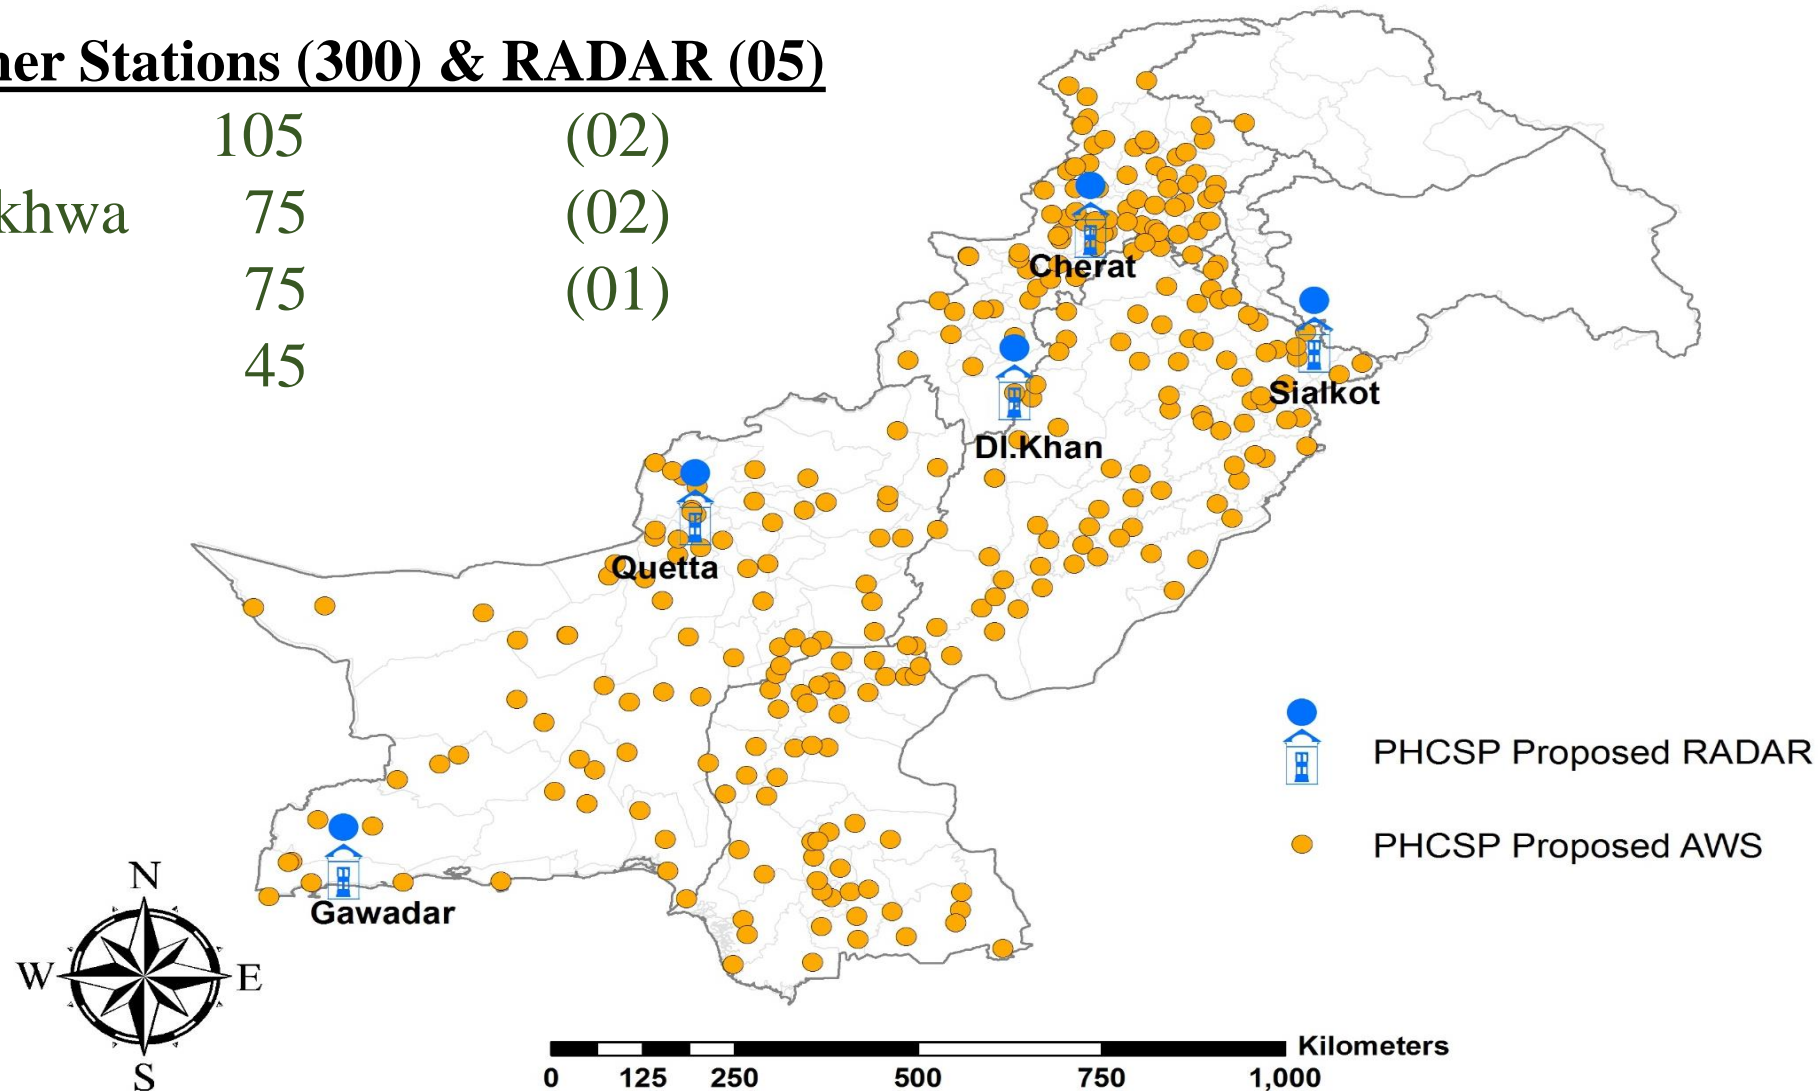 ner Stations (300) & RADAR (05)
105 (02)
khwa 75 (02)
75 (01)
45
Cherat
Sialkot
DI.Khan
Quetta
Gawadar
PHCSP Proposed RADAR
PHCSP Proposed AWS
N
W E
S
Kilometers
0 125 250 500 750 1,000